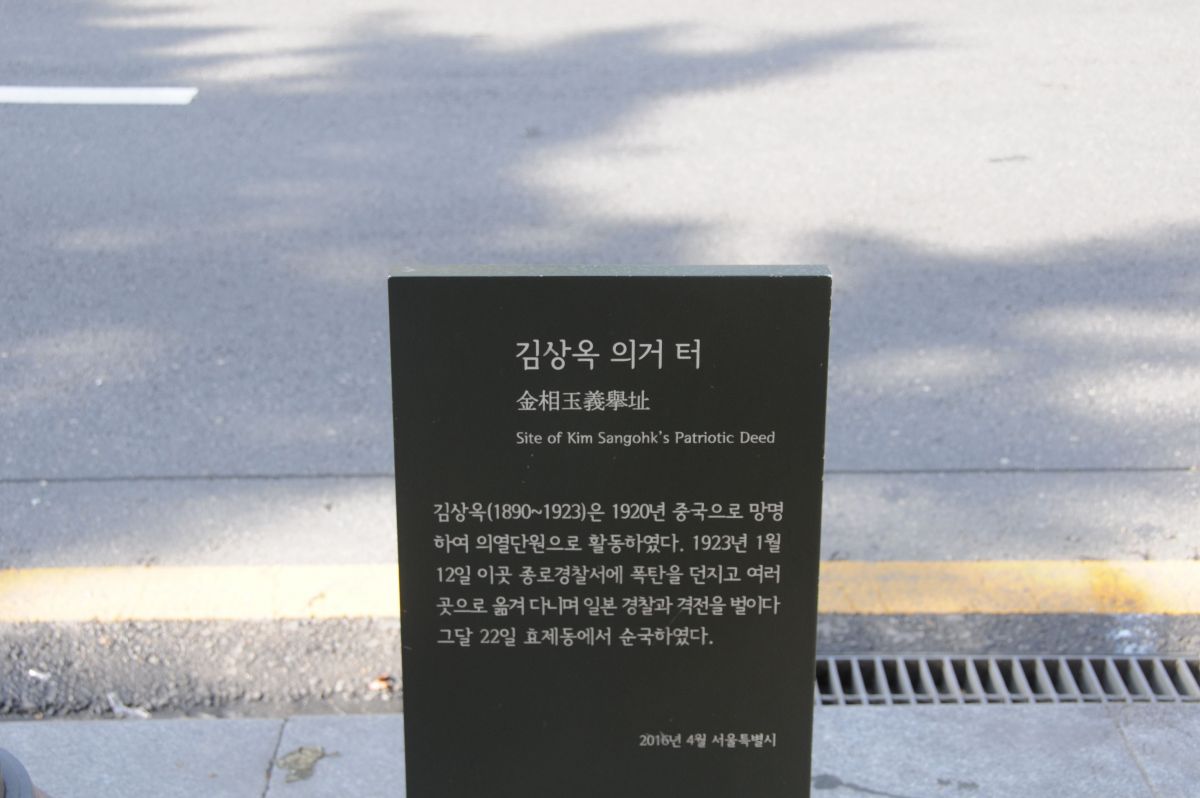 김상옥 의거 터
金相玉義擧址
Site of Kim Sangohk's Patriotic Deed
김상옥(1890~1923)은 1920년 중국으로 망명
하여 의열단원으로 활동하였다. 1923년 1월
12일 이곳 종로경찰서에 폭탄을 던지고 여러
곳으로 옮겨 다니며 일본 경찰과 격전을 벌이다
그달 22일 효제동에서 순국하였다.
2016년 4월 서울특별시